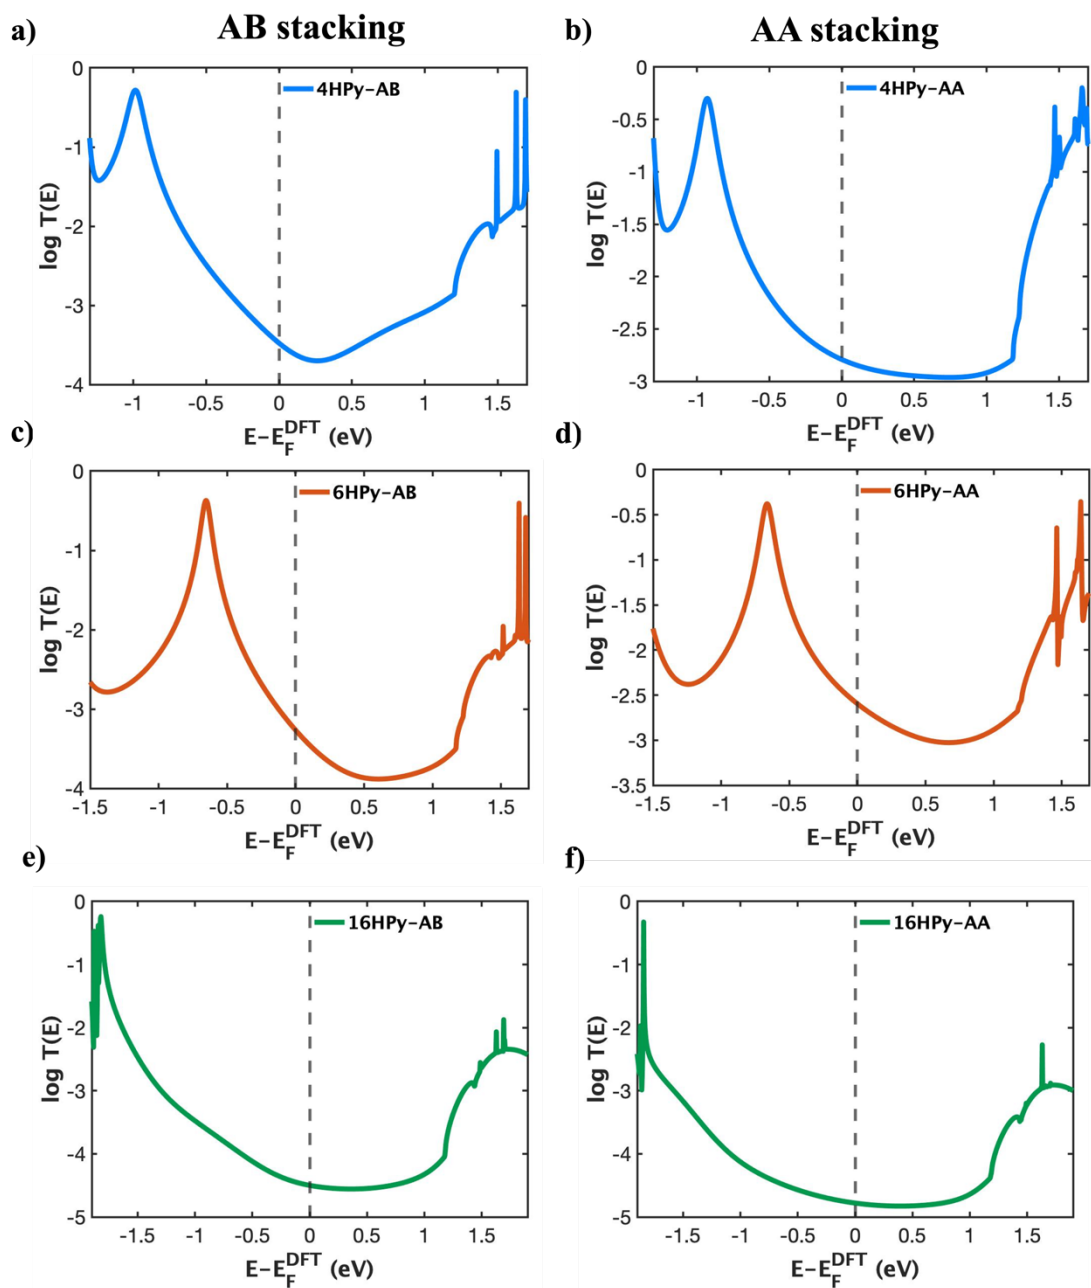 AB stacking
AA stacking
a)
4HPy-AB
0
-1
-2
-3
-4
log T(E)
-1 -0.5 0 0.5 1 1.5
E-E_F^DFT (eV)
b)
4HPy-AA
0
-0.5
-1
-1.5
-2
-2.5
-3
log T(E)
-1 -0.5 0 0.5 1 1.5
E-E_F^DFT (eV)
c)
6HPy-AB
0
-1
-2
-3
-4
log T(E)
-1.5 -1 -0.5 0 0.5 1 1.5
E-E_F^DFT (eV)
d)
6HPy-AA
0
-0.5
-1
-1.5
-2
-2.5
-3
-3.5
log T(E)
-1.5 -1 -0.5 0 0.5 1 1.5
E-E_F^DFT (eV)
e)
16HPy-AB
0
-1
-2
-3
-4
-5
log T(E)
-1.5 -1 -0.5 0 0.5 1 1.5
E-E_F^DFT (eV)
f)
16HPy-AA
0
-1
-2
-3
-4
-5
log T(E)
-1.5 -1 -0.5 0 0.5 1 1.5
E-E_F^DFT (eV)